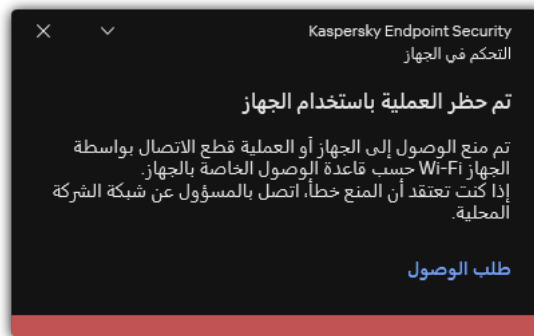 Kaspersky Endpoint Security
التحكم في الجهاز
تم حظر العملية باستخدام الجهاز
تم منع الوصول إلى الجهاز أو العملية قطع الاتصال بواسطة
الجهاز Wi-Fi حسب قاعدة الوصول الخاصة بالجهاز.
إذا كنت تعتقد أن المنع خطأ، اتصل بالمسؤول عن شبكة الشركة
المحلية.
طلب الوصول